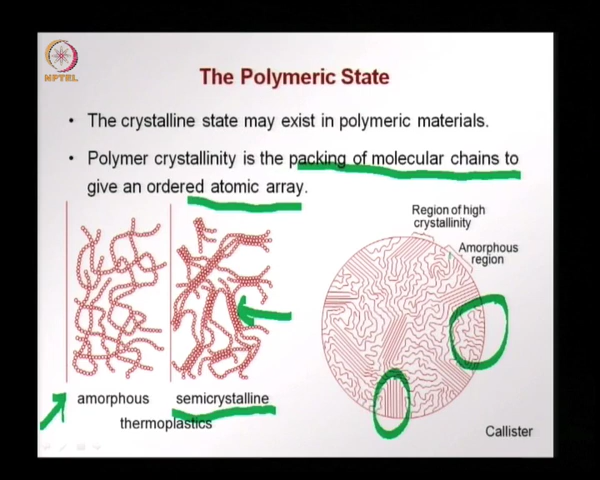 NPTEL
The Polymeric State
• The crystalline state may exist in polymeric materials.
• Polymer crystallinity is the packing of molecular chains to
give an ordered atomic array.
Region of high
crystallinity
Amorphous
region
amorphous
semicrystalline
thermoplastics
Callister